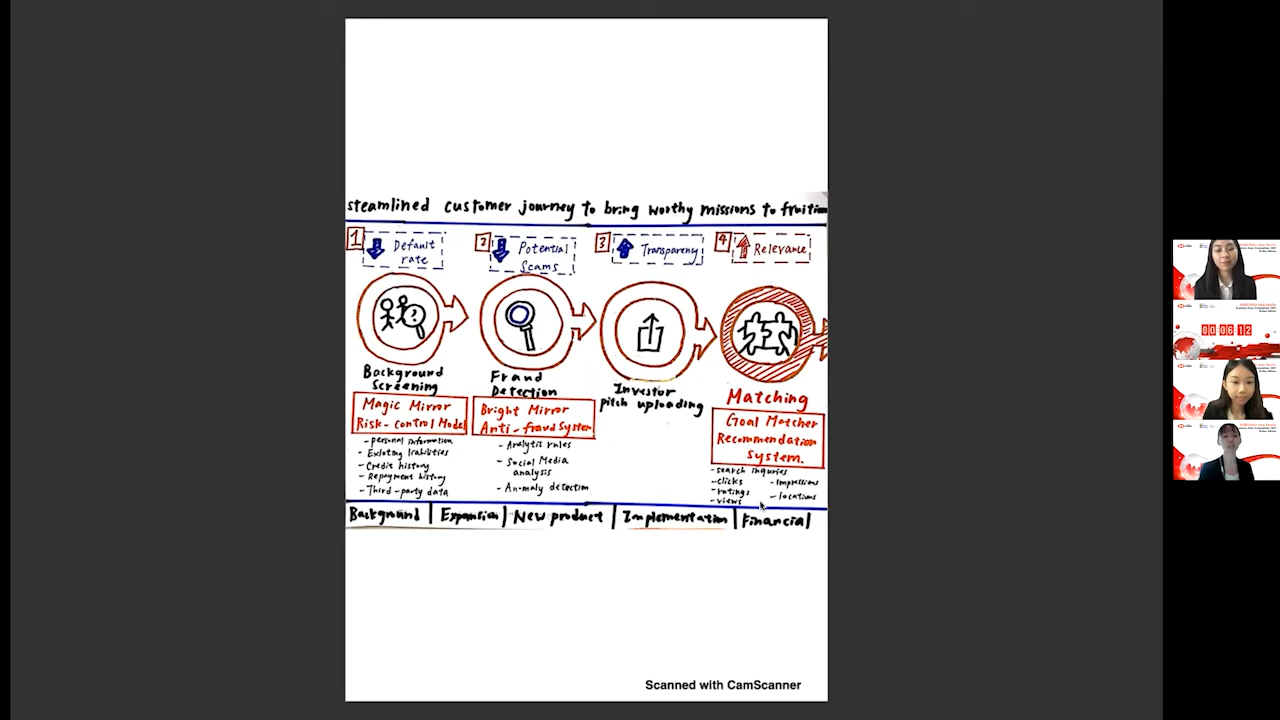 steamlined customer journey to bring worthy missions to fruition
1
Default
rate
2
Potential
Scams
3
Transparency
4
Relevance
Background
Screening
Fraud
Detection
Investor
pitch uploading
Matching
Magic Mirror
Risk-control Model
- personal information
- Existing liabilities
- Credit history
- Repayment history
- Third-party data
Bright Mirror
Anti-fraud System
- Analytis rules
- Social Media
analysis
- Anomaly detection
Goal Matcher
Recommendation
System.
- search inquries
- clicks
- ratings
- views
- impressions
- locations
Background | Expansion | New product | Implementation | Financial
Scanned with CamScanner
00:06:12